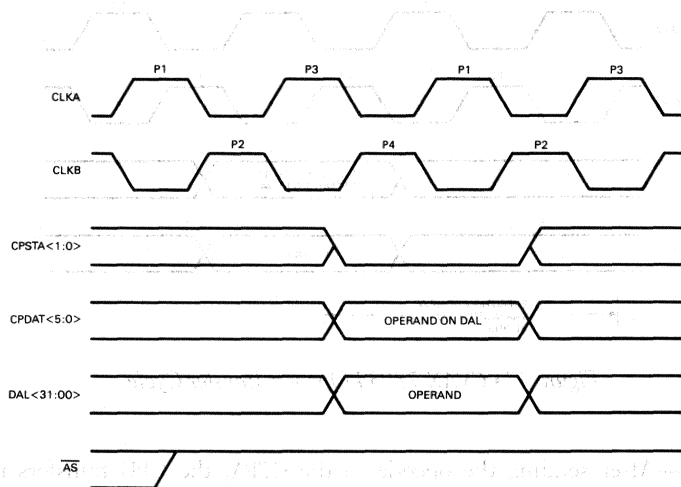 P1 P3 P1 P3
CLKA
P2 P4 P2
CLKB
CPSTA<1:0>
CPDAT<5:0> OPERAND ON DAL
DAL<31:00> OPERAND
AS